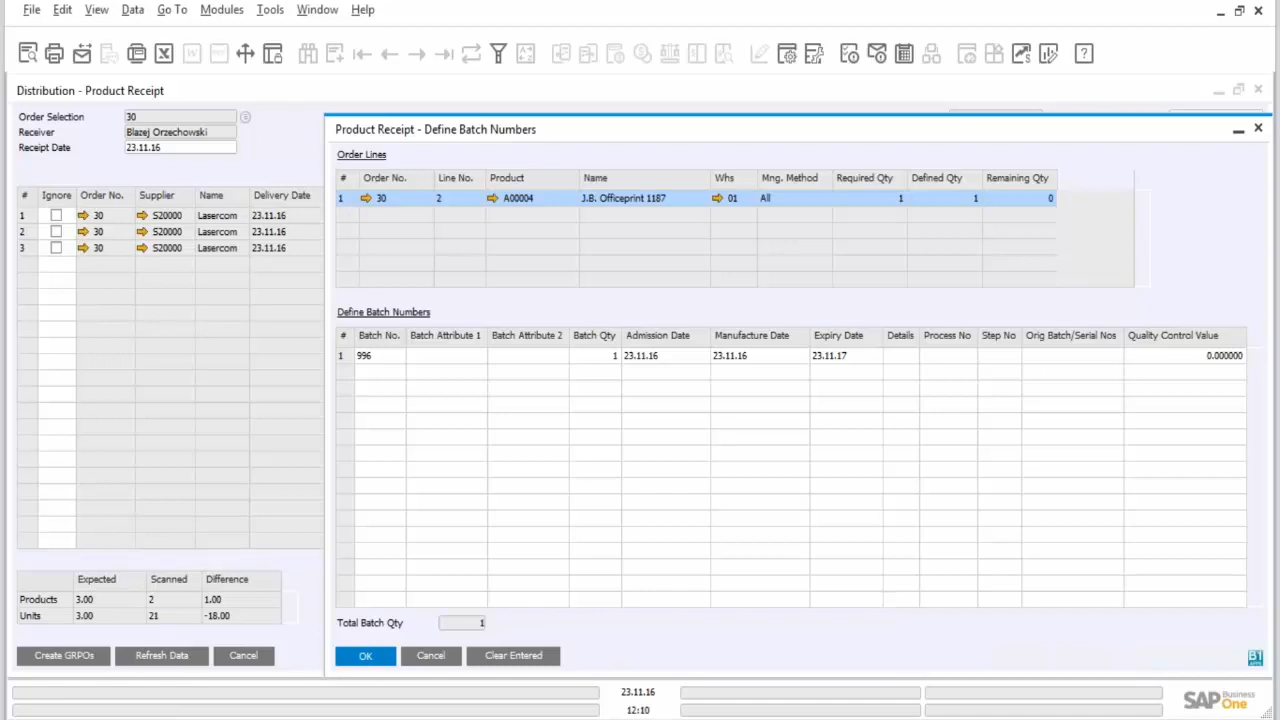 File Edit View Data Go To Modules Tools Window Help
Distribution - Product Receipt
Order Selection 30
Receiver Blazej Orzechowski
Receipt Date 23.11.16
# Ignore Order No. Supplier Name Delivery Date
1 30 S20000 Lasercom 23.11.16
2 30 S20000 Lasercom 23.11.16
3 30 S20000 Lasercom 23.11.16
Expected Scanned Difference
Products 3.00 2 1.00
Units 3.00 21 -18.00
Create GRPOs Refresh Data Cancel
Product Receipt - Define Batch Numbers
Order Lines
# Order No. Line No. Product Name Whs Mng. Method Required Qty Defined Qty Remaining Qty
1 30 2 A00004 J.B. Officeprint 1187 01 All 1 1 0
Define Batch Numbers
# Batch No. Batch Attribute 1 Batch Attribute 2 Batch Qty Admission Date Manufacture Date Expiry Date Details Process No Step No Orig Batch/Serial Nos Quality Control Value
1 996 1 23.11.16 23.11.16 23.11.17 0.000000
Total Batch Qty 1
OK Cancel Clear Entered
23.11.16
12:10
SAP Business One